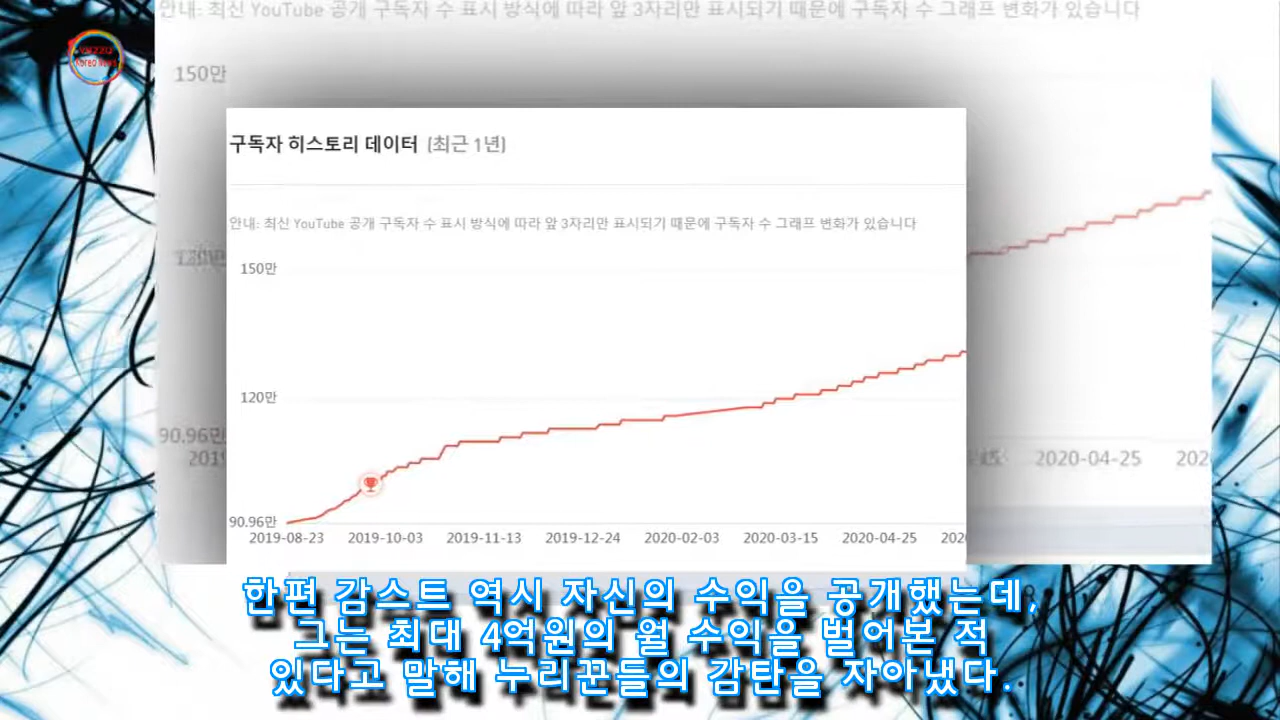 안내: 최신 YouTube 공개 구독자 수 표시 방식에 따라 앞 3자리만 표시되기 때문에 구독자 수 그래프 변화가 있습니다
Koreo News
150만
구독자 히스토리 데이터 (최근 1년)
안내: 최신 YouTube 공개 구독자 수 표시 방식에 따라 앞 3자리만 표시되기 때문에 구독자 수 그래프 변화가 있습니다
150만
120만
120만
90.96만
90.96만
2019-08-23 2019-10-03 2019-11-13 2019-12-24 2020-02-03 2020-03-15 2020-04-25 2020
2019 2020-04-25 202
한편 감스트 역시 자신의 수익을 공개했는데,
그는 최대 4억원의 월 수익을 벌어본 적
있다고 말해 누리꾼들의 감탄을 자아냈다.